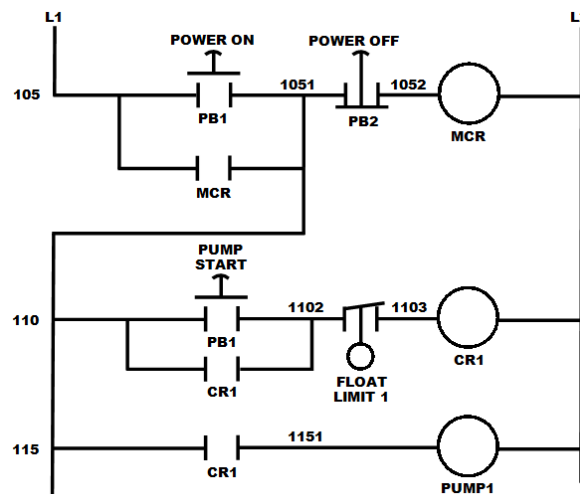 L1
L
POWER ON
POWER OFF
105
1051
1052
PB1
PB2
MCR
MCR
PUMP
START
110
1102
1103
PB1
CR1
CR1
FLOAT
LIMIT 1
115
1151
CR1
PUMP1